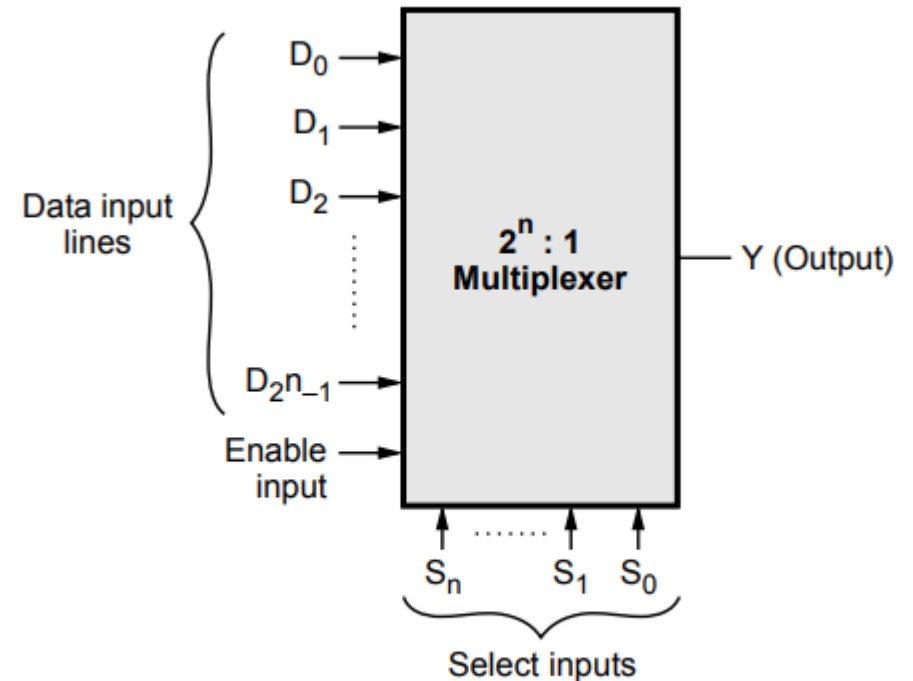 D₀
D₁
D₂
Data input
lines
2ⁿ : 1
Multiplexer
Y (Output)
D₂n₋₁
Enable
input
Sₙ
S₁
S₀
Select inputs